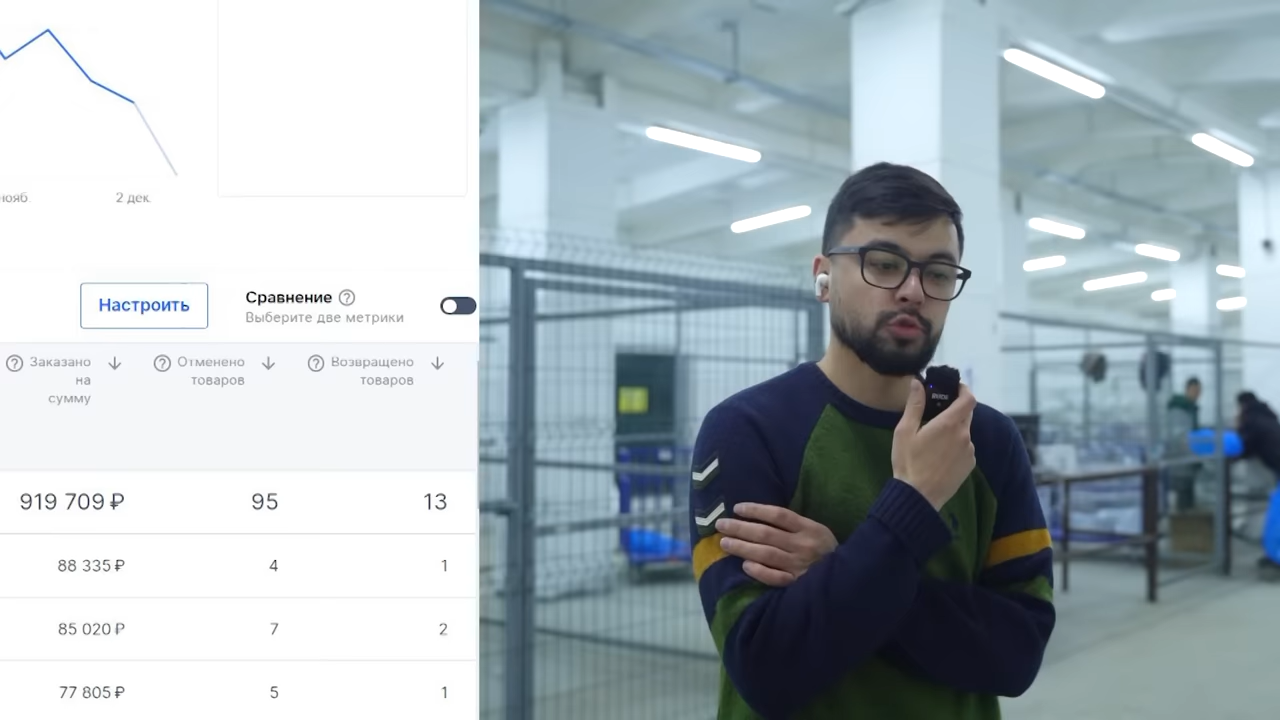 нояб
2 дек.
Настроить
Сравнение
Выберите две метрики
Заказано на сумму
Отменено товаров
Возвращено товаров
919 709 ₽ 95 13
88 335 ₽ 4 1
85 020 ₽ 7 2
77 805 ₽ 5 1